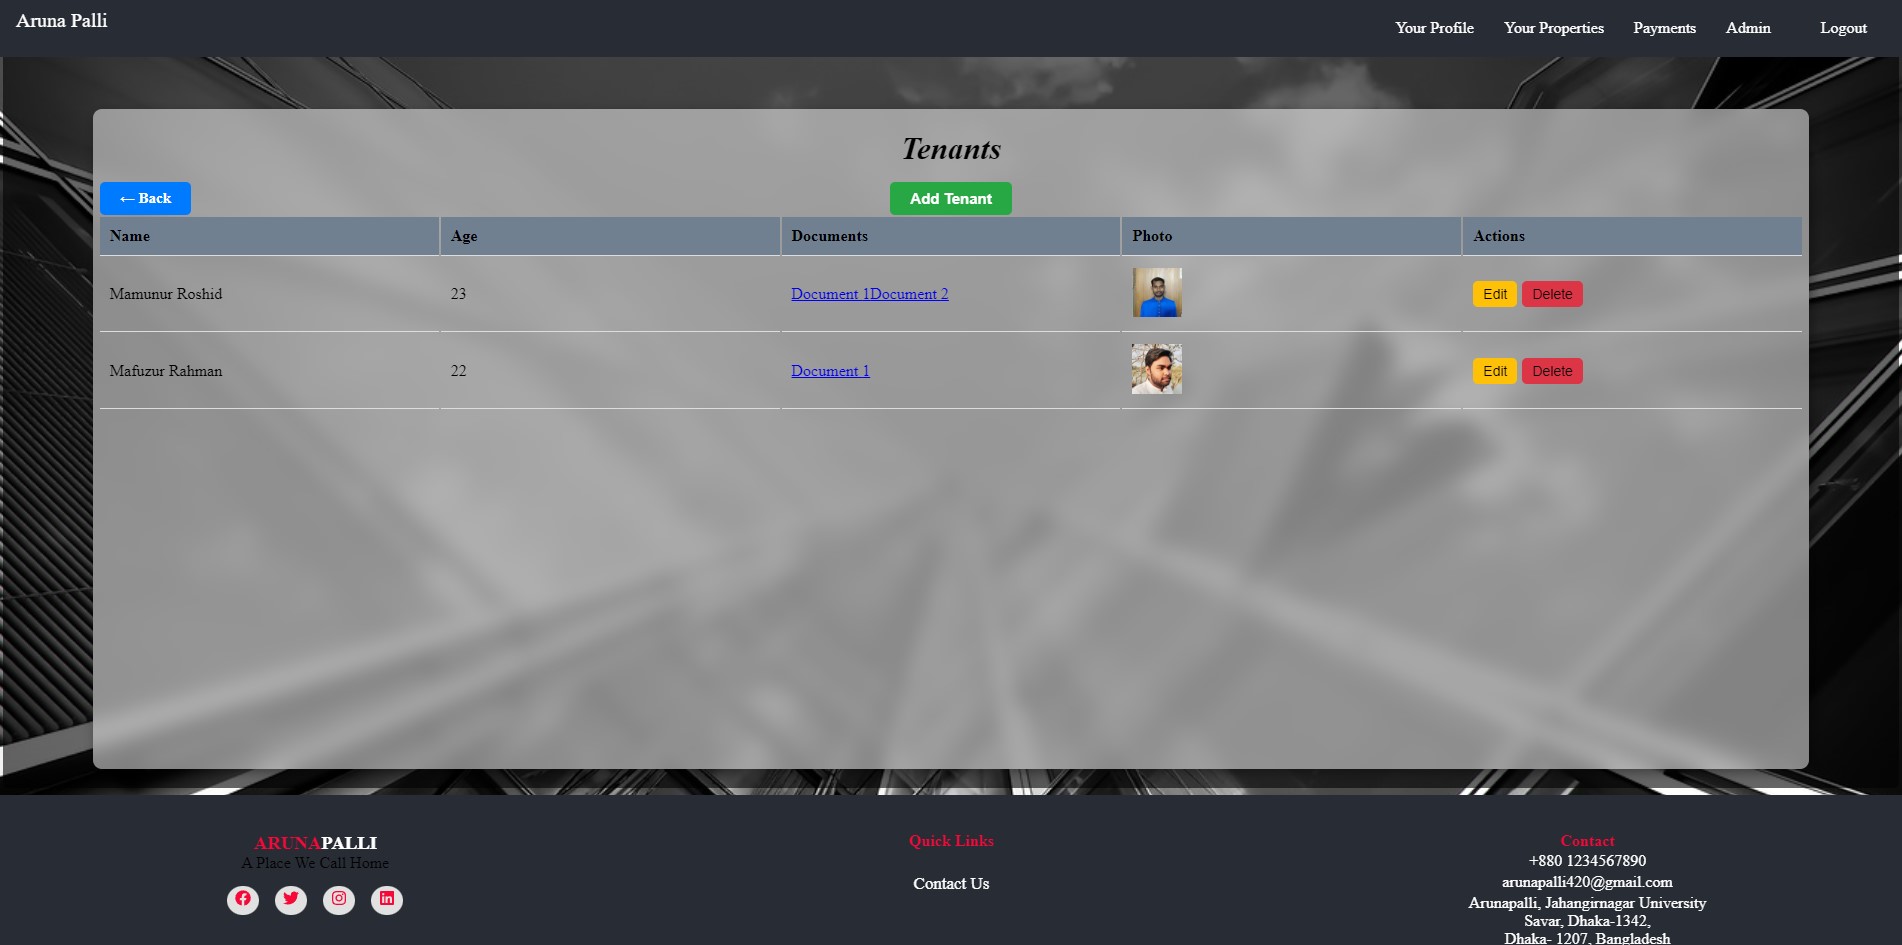 Aruna Palli
Your Profile Your Properties Payments Admin Logout
Tenants
← Back
Add Tenant
Name Age Documents Photo Actions
Mamunur Roshid 23 Document 1Document 2 Edit Delete
Mafuzur Rahman 22 Document 1 Edit Delete
ARUNAPALLI
A Place We Call Home
Quick Links
Contact Us
Contact
+880 1234567890
arunapalli420@gmail.com
Arunapalli, Jahangirnagar University
Savar, Dhaka-1342,
Dhaka- 1207, Bangladesh